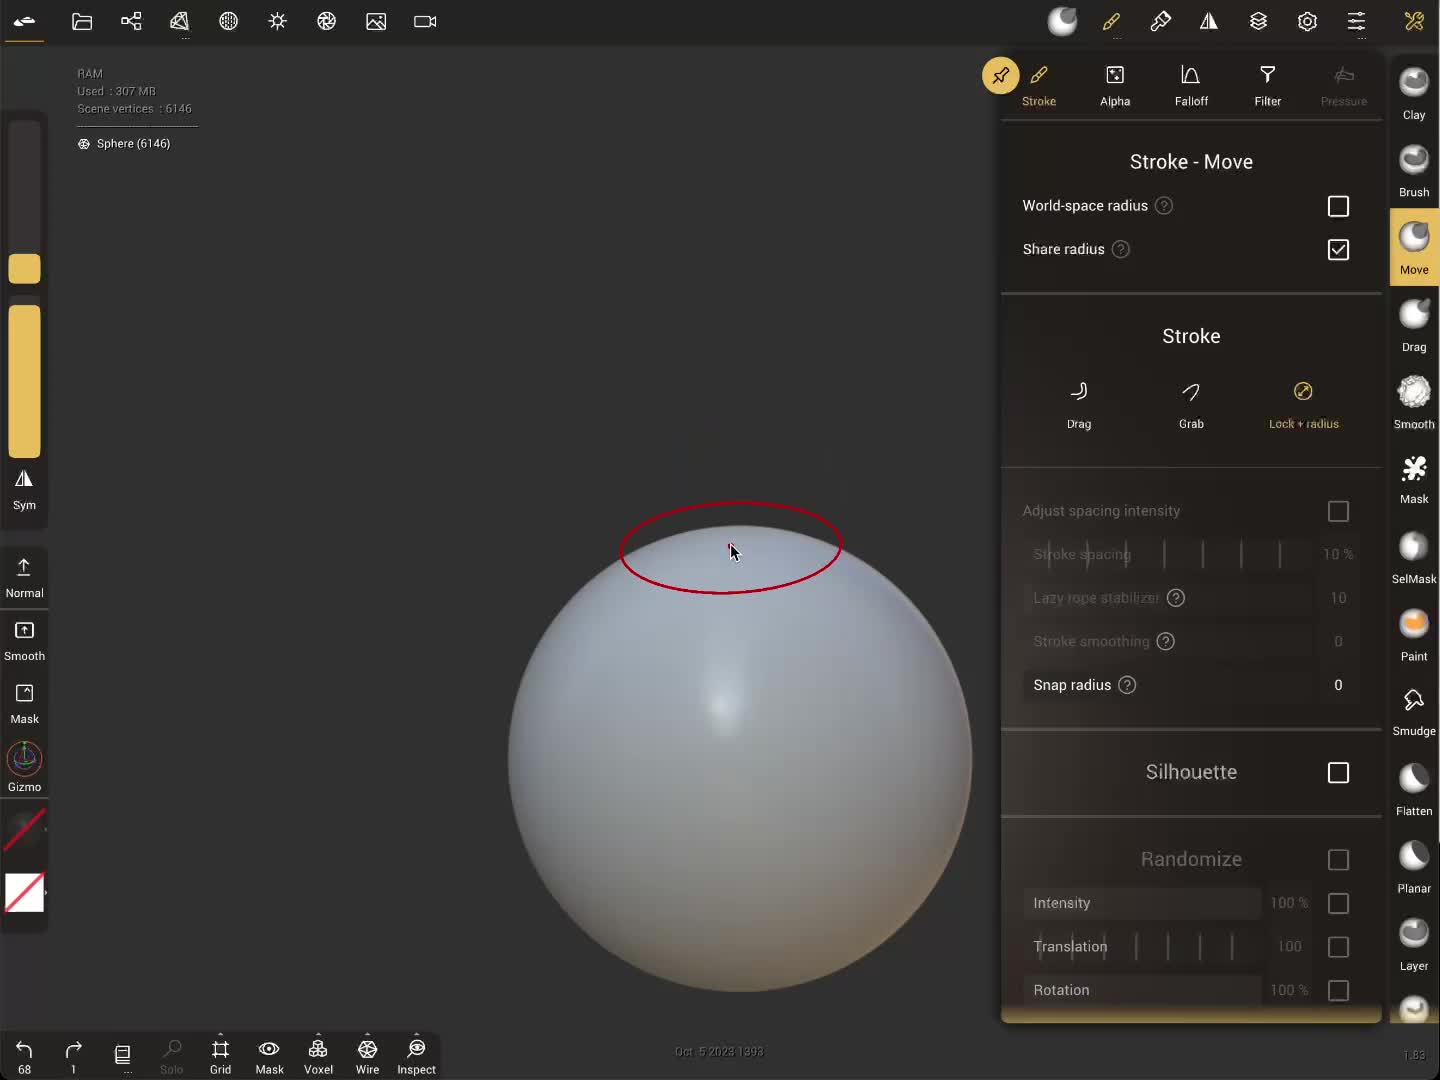 RAM
Used : 307 MB
Scene vertices : 6146
Sphere (6146)
Sym
Normal
Smooth
Mask
Gizmo
68
1
...
Solo
Grid
Mask
Voxel
Wire
Inspect
Oct 5 2023 1393
1.83
Stroke
Alpha
Falloff
Filter
Pressure
Stroke - Move
World-space radius ?
Share radius ?
Stroke
Drag
Grab
Lock + radius
Adjust spacing intensity
Stroke spacing 10 %
Lazy rope stabilizer ? 10
Stroke smoothing ? 0
Snap radius ? 0
Silhouette
Randomize
Intensity 100 %
Translation 100
Rotation 100 %
Clay
Brush
Move
Drag
Smooth
Mask
SelMask
Paint
Smudge
Flatten
Planar
Layer